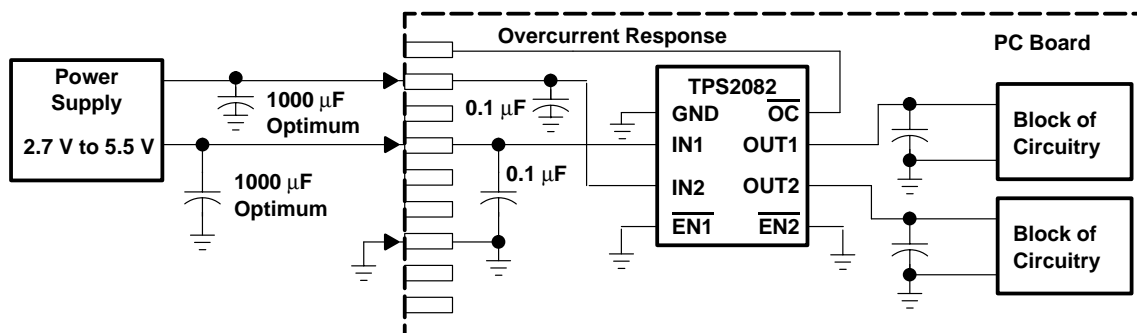 Overcurrent Response
PC Board
Power
Supply
2.7 V to 5.5 V
1000 μF
Optimum
1000 μF
Optimum
0.1 μF
0.1 μF
TPS2082
GND
OC
IN1
OUT1
IN2
OUT2
EN1
EN2
Block of
Circuitry
Block of
Circuitry